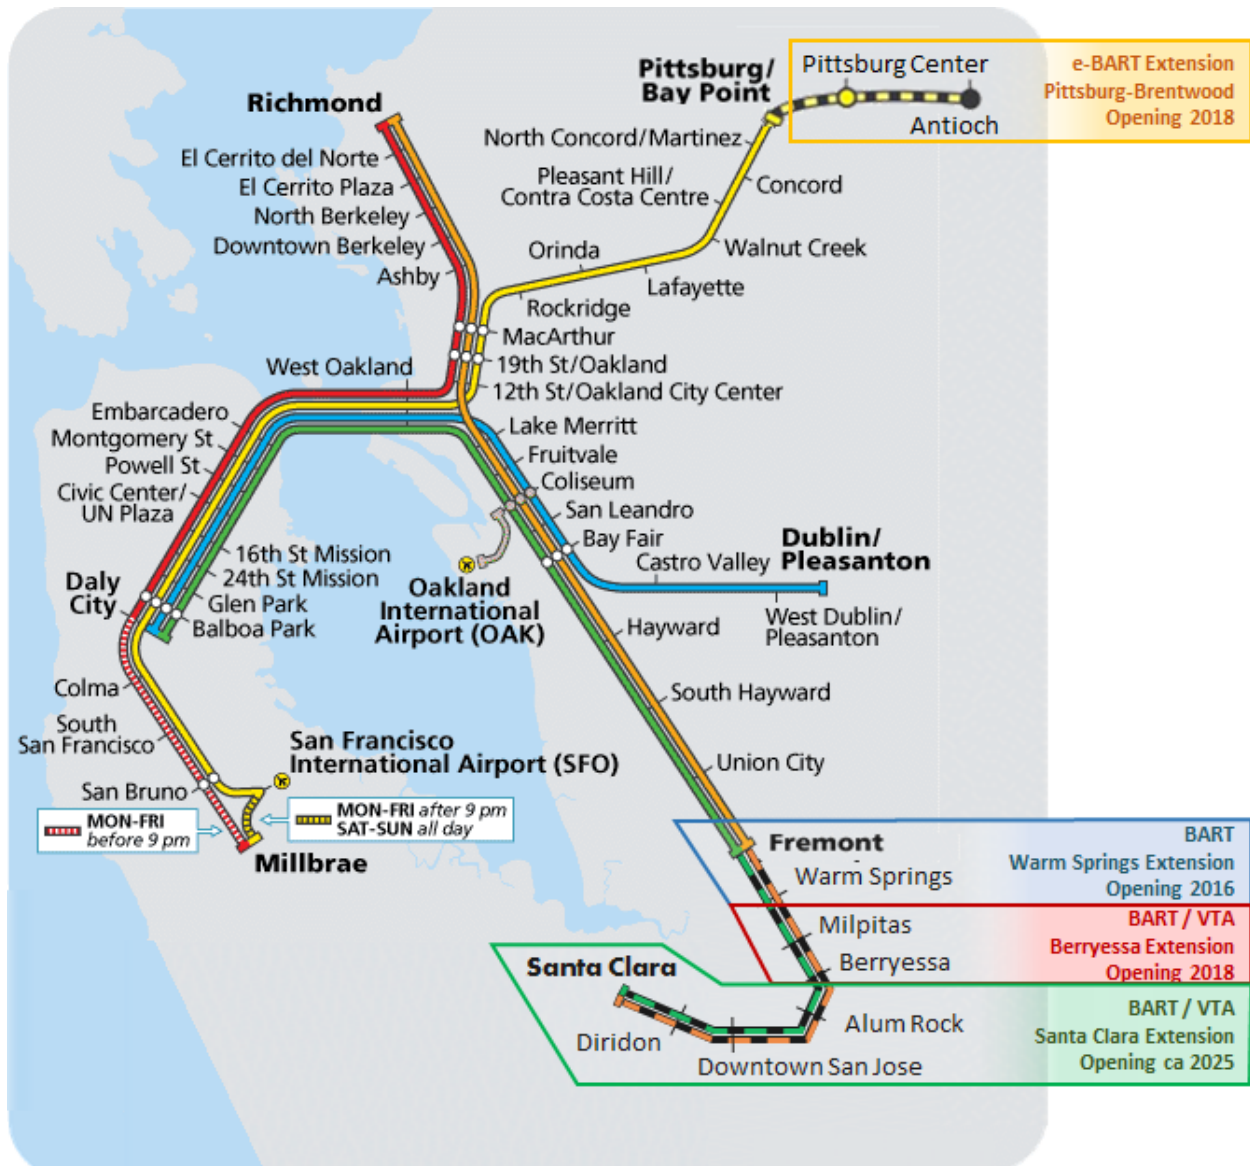 Pittsburg/
Bay Point
Pittsburg Center
Antioch
e-BART Extension
Pittsburg-Brentwood
Opening 2018
Richmond
El Cerrito del Norte
El Cerrito Plaza
North Berkeley
Downtown Berkeley
Ashby
North Concord/Martinez
Concord
Pleasant Hill/
Contra Costa Centre
Walnut Creek
Orinda
Lafayette
Rockridge
MacArthur
19th St/Oakland
12th St/Oakland City Center
West Oakland
Embarcadero
Montgomery St
Powell St
Civic Center/
UN Plaza
Lake Merritt
Fruitvale
Coliseum
San Leandro
Bay Fair
Castro Valley
Dublin/
Pleasanton
West Dublin/
Pleasanton
16th St Mission
24th St Mission
Glen Park
Balboa Park
Daly
City
Oakland
International
Airport (OAK)
Hayward
South Hayward
Union City
Colma
South
San Francisco
San Bruno
San Francisco
International Airport (SFO)
MON-FRI
before 9 pm
MON-FRI after 9 pm
SAT-SUN all day
Millbrae
Fremont
Warm Springs
BART
Warm Springs Extension
Opening 2016
Milpitas
Berryessa
BART / VTA
Berryessa Extension
Opening 2018
Santa Clara
Diridon
Downtown San Jose
Alum Rock
BART / VTA
Santa Clara Extension
Opening ca 2025